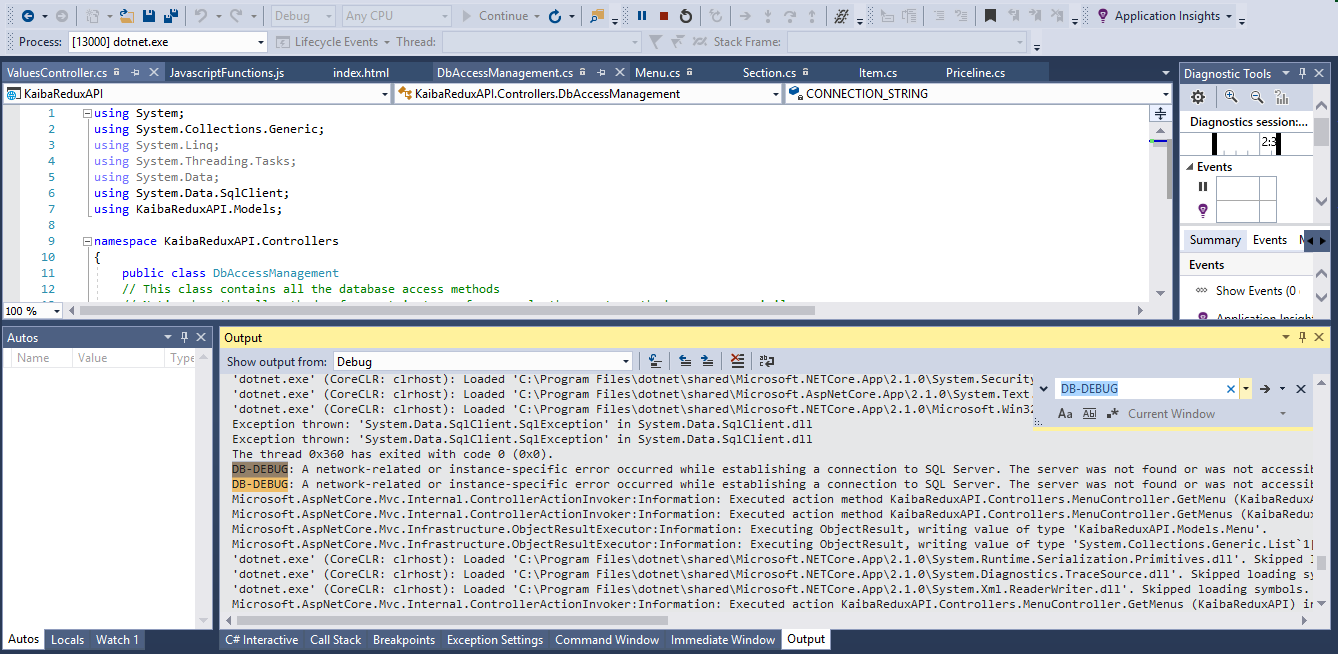 Debug
Any CPU
Continue
Application Insights
Process: [13000] dotnet.exe
Lifecycle Events
Thread:
Stack Frame:
ValuesController.cs
JavascriptFunctions.js
index.html
DbAccessManagement.cs
Menu.cs
Section.cs
Item.cs
Priceline.cs
KaibaReduxAPI
KaibaReduxAPI.Controllers.DbAccessManagement
CONNECTION_STRING
1 using System;
2 using System.Collections.Generic;
3 using System.Linq;
4 using System.Threading.Tasks;
5 using System.Data;
6 using System.Data.SqlClient;
7 using KaibaReduxAPI.Models;
8
9 namespace KaibaReduxAPI.Controllers
10 {
11 public class DbAccessManagement
12 // This class contains all the database access methods
100 %
Diagnostic Tools
Diagnostics session:...
2:3
Events
Summary
Events
Events
Show Events (0
Application Insigh
Autos
Name
Value
Type
Autos
Locals
Watch 1
Output
Show output from: Debug
DB-DEBUG
Aa
Ab
Current Window
'dotnet.exe' (CoreCLR: clrhost): Loaded 'C:\Program Files\dotnet\shared\Microsoft.NETCore.App\2.1.0\System.Security
'dotnet.exe' (CoreCLR: clrhost): Loaded 'C:\Program Files\dotnet\shared\Microsoft.AspNetCore.App\2.1.0\System.Text
'dotnet.exe' (CoreCLR: clrhost): Loaded 'C:\Program Files\dotnet\shared\Microsoft.NETCore.App\2.1.0\Microsoft.Win32
Exception thrown: 'System.Data.SqlClient.SqlException' in System.Data.SqlClient.dll
Exception thrown: 'System.Data.SqlClient.SqlException' in System.Data.SqlClient.dll
The thread 0x360 has exited with code 0 (0x0).
DB-DEBUG: A network-related or instance-specific error occurred while establishing a connection to SQL Server. The server was not found or was not accessib
DB-DEBUG: A network-related or instance-specific error occurred while establishing a connection to SQL Server. The server was not found or was not accessib
Microsoft.AspNetCore.Mvc.Internal.ControllerActionInvoker:Information: Executed action method KaibaReduxAPI.Controllers.MenuController.GetMenu (KaibaReduxA
Microsoft.AspNetCore.Mvc.Internal.ControllerActionInvoker:Information: Executed action method KaibaReduxAPI.Controllers.MenuController.GetMenus (KaibaRedux
Microsoft.AspNetCore.Mvc.Infrastructure.ObjectResultExecutor:Information: Executing ObjectResult, writing value of type 'KaibaReduxAPI.Models.Menu'.
Microsoft.AspNetCore.Mvc.Infrastructure.ObjectResultExecutor:Information: Executing ObjectResult, writing value of type 'System.Collections.Generic.List`1[
'dotnet.exe' (CoreCLR: clrhost): Loaded 'C:\Program Files\dotnet\shared\Microsoft.NETCore.App\2.1.0\System.Runtime.Serialization.Primitives.dll'. Skipped l
'dotnet.exe' (CoreCLR: clrhost): Loaded 'C:\Program Files\dotnet\shared\Microsoft.NETCore.App\2.1.0\System.Diagnostics.TraceSource.dll'. Skipped loading sy
'dotnet.exe' (CoreCLR: clrhost): Loaded 'C:\Program Files\dotnet\shared\Microsoft.NETCore.App\2.1.0\System.Xml.ReaderWriter.dll'. Skipped loading symbols.
Microsoft.AspNetCore.Mvc.Internal.ControllerActionInvoker:Information: Executed action KaibaReduxAPI.Controllers.MenuController.GetMenus (KaibaReduxAPI) in
C# Interactive
Call Stack
Breakpoints
Exception Settings
Command Window
Immediate Window
Output